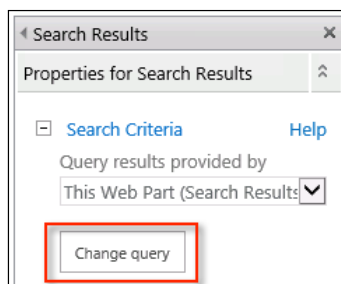 Search Results
Properties for Search Results
Search Criteria Help
Query results provided by
This Web Part (Search Results
Change query